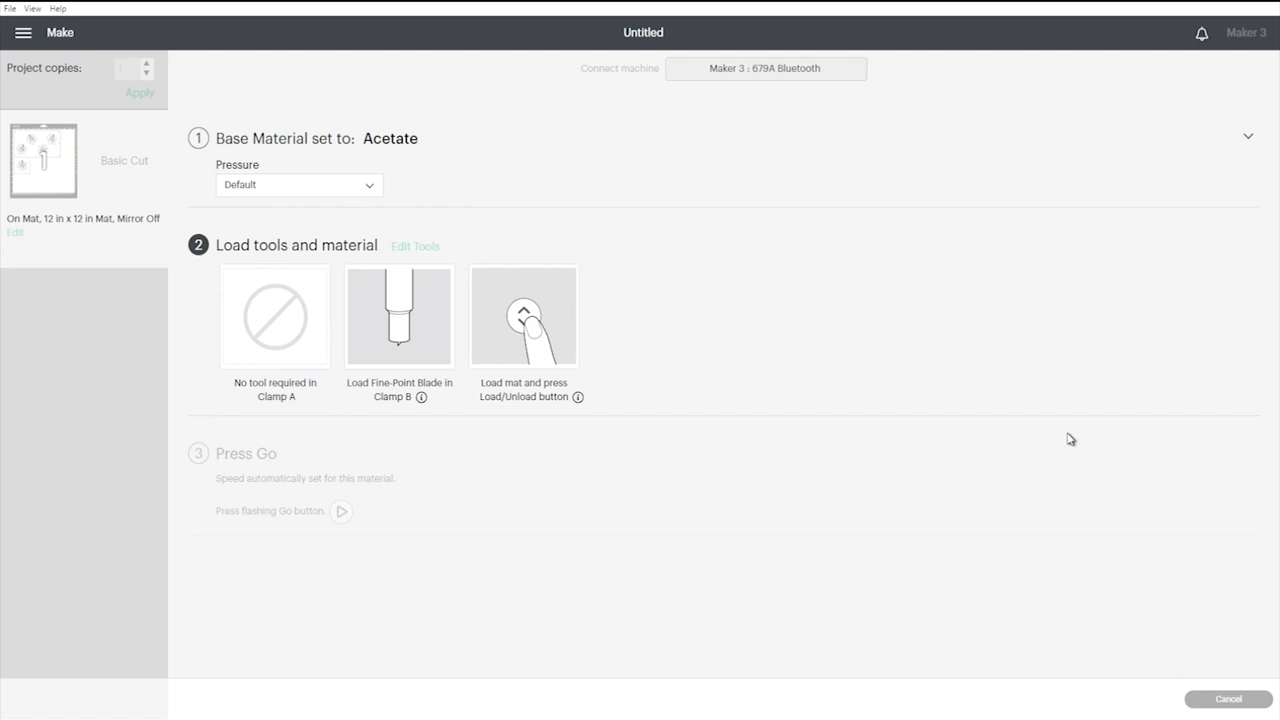 File View Help
Make
Untitled
Maker 3
Project copies:
Apply
Connect machine
Maker 3 : 679A Bluetooth
Basic Cut
On Mat, 12 in x 12 in Mat, Mirror Off
Edit
1 Base Material set to: Acetate
Pressure
Default
2 Load tools and material Edit Tools
No tool required in
Clamp A
Load Fine-Point Blade in
Clamp B
Load mat and press
Load/Unload button
3 Press Go
Speed automatically set for this material.
Press flashing Go button.
Cancel